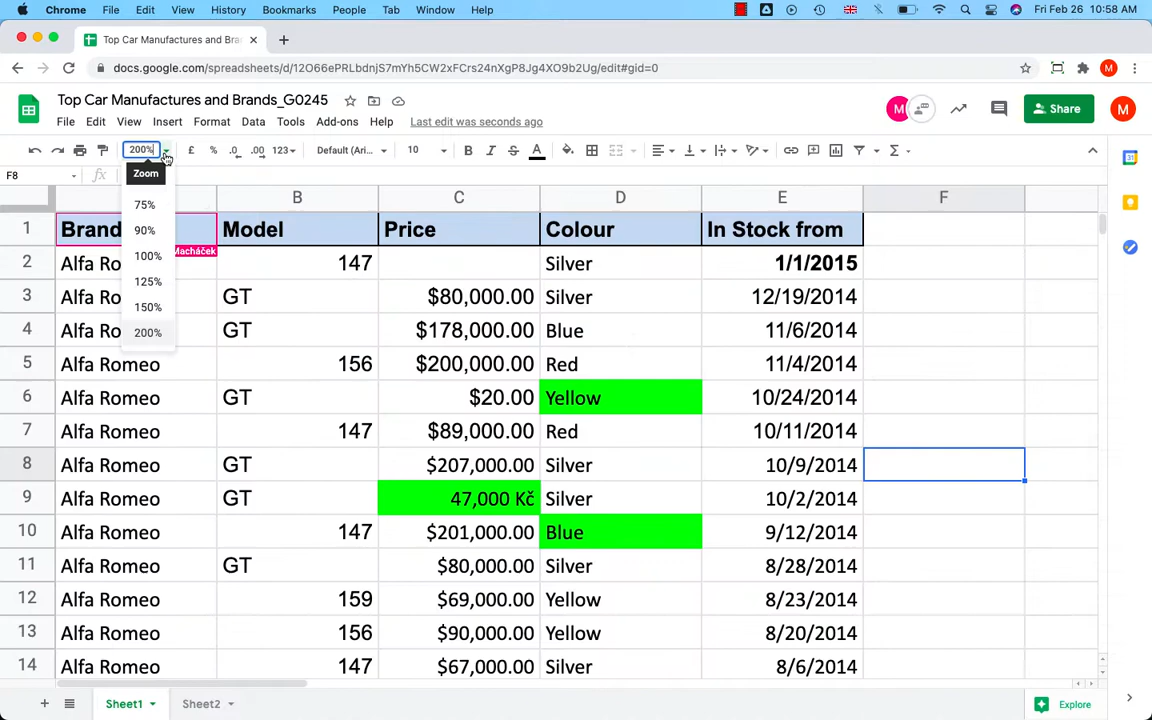 Chrome File Edit View History Bookmarks People Tab Window Help Fri Feb 26 10:58 AM
Top Car Manufactures and Bra
docs.google.com/spreadsheets/d/12O66ePRLbdnjS7mYh5CW2xFCrs24nXgP8Jg4XO9b2Ug/edit#gid=0 M
Top Car Manufactures and Brands_G0245
M Share M
File Edit View Insert Format Data Tools Add-ons Help Last edit was seconds ago
200% £ % .0 .00 123 Default (Ari... 10 B I S A
Zoom
F8 fx
75%
90%
100%
125%
150%
200%
A B C D E F
1 Brand Model Price Colour In Stock from
Macháček
2 Alfa Ro 147 Silver 1/1/2015
3 Alfa Ro GT $80,000.00 Silver 12/19/2014
4 Alfa Ro GT $178,000.00 Blue 11/6/2014
5 Alfa Romeo 156 $200,000.00 Red 11/4/2014
6 Alfa Romeo GT $20.00 Yellow 10/24/2014
7 Alfa Romeo 147 $89,000.00 Red 10/11/2014
8 Alfa Romeo GT $207,000.00 Silver 10/9/2014
9 Alfa Romeo GT 47,000 Kč Silver 10/2/2014
10 Alfa Romeo 147 $201,000.00 Blue 9/12/2014
11 Alfa Romeo GT $80,000.00 Silver 8/28/2014
12 Alfa Romeo 159 $69,000.00 Yellow 8/23/2014
13 Alfa Romeo 156 $90,000.00 Yellow 8/20/2014
14 Alfa Romeo 147 $67,000.00 Silver 8/6/2014
Sheet1 Sheet2 Explore